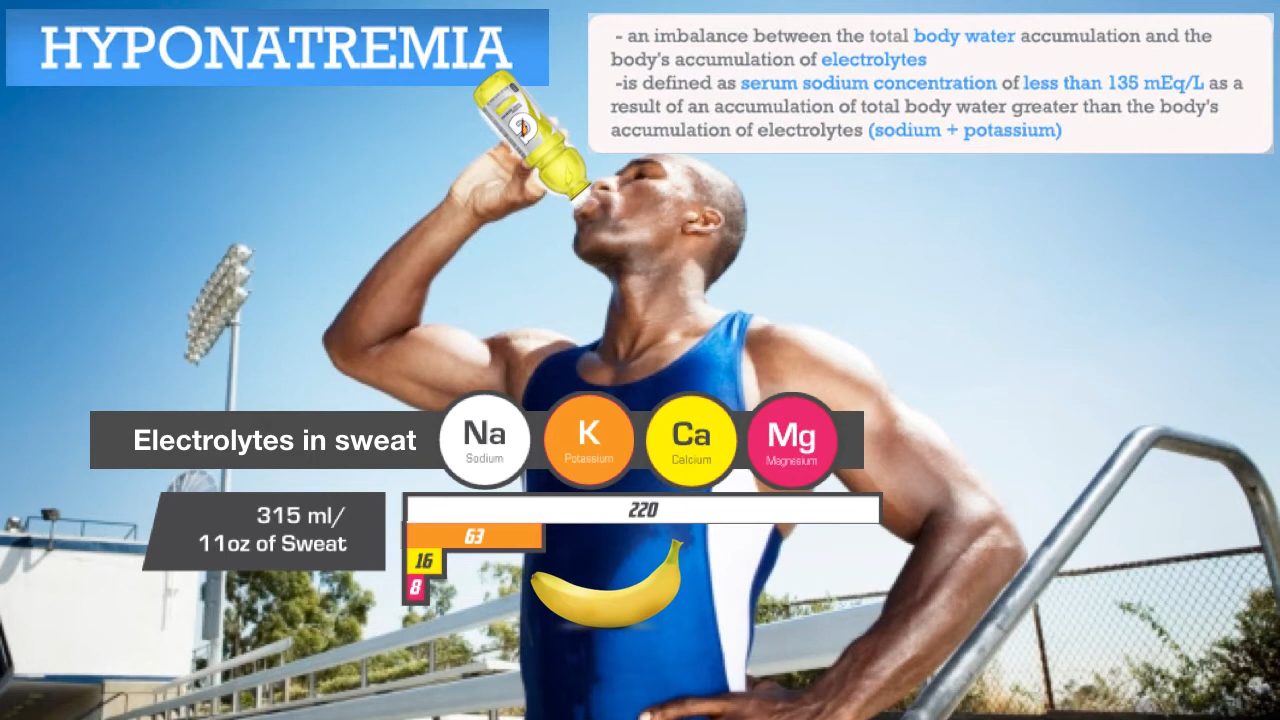 HYPONATREMIA
- an imbalance between the total body water accumulation and the
body's accumulation of electrolytes
-is defined as serum sodium concentration of less than 135 mEq/L as a
result of an accumulation of total body water greater than the body's
accumulation of electrolytes (sodium + potassium)
Electrolytes in sweat
Na
Sodium
K
Potassium
Ca
Calcium
Mg
Magnesium
315 ml/
11oz of Sweat
220
63
16
8